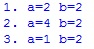 1. a=2 b=2
2. a=4 b=2
3. a=1 b=2